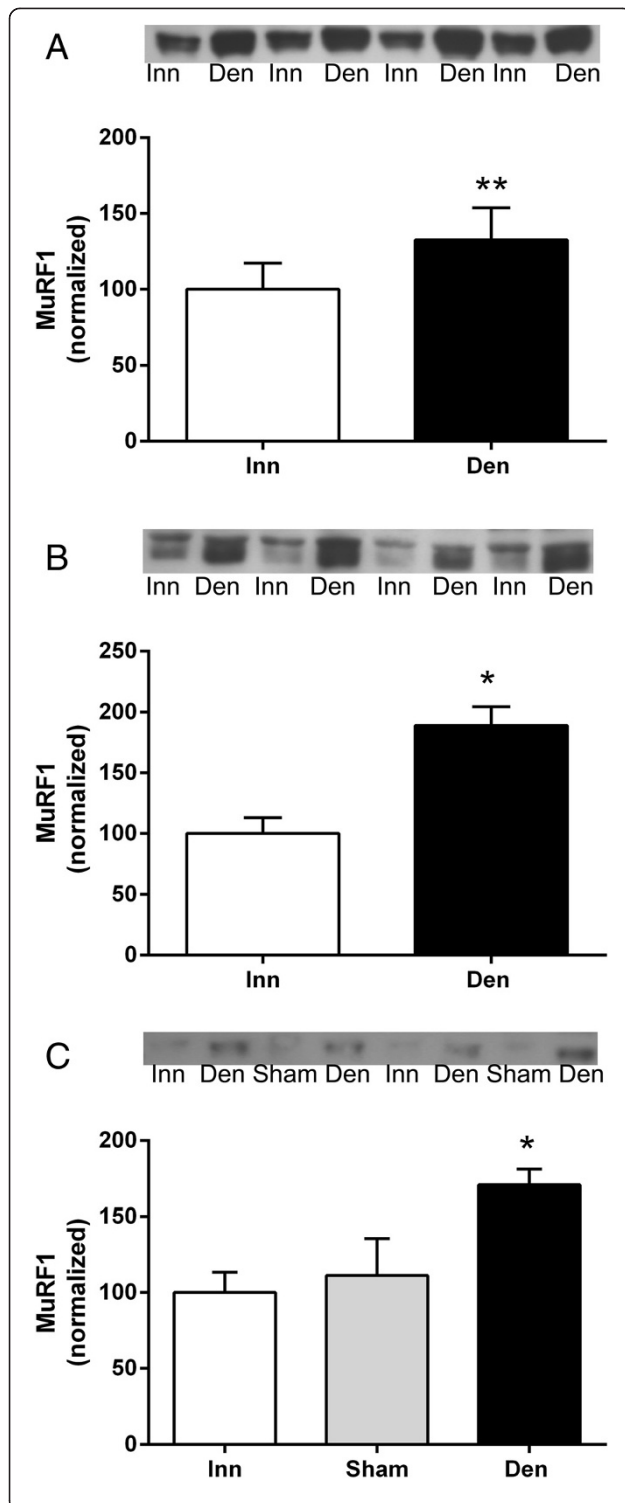 A
Inn Den Inn Den Inn Den Inn Den
200
**
150
100
50
0
MuRF1
(normalized)
Inn Den
B
Inn Den Inn Den Inn Den Inn Den
250
*
200
150
100
50
0
MuRF1
(normalized)
Inn Den
C
Inn Den Sham Den Inn Den Sham Den
200
*
150
100
50
0
MuRF1
(normalized)
Inn Sham Den